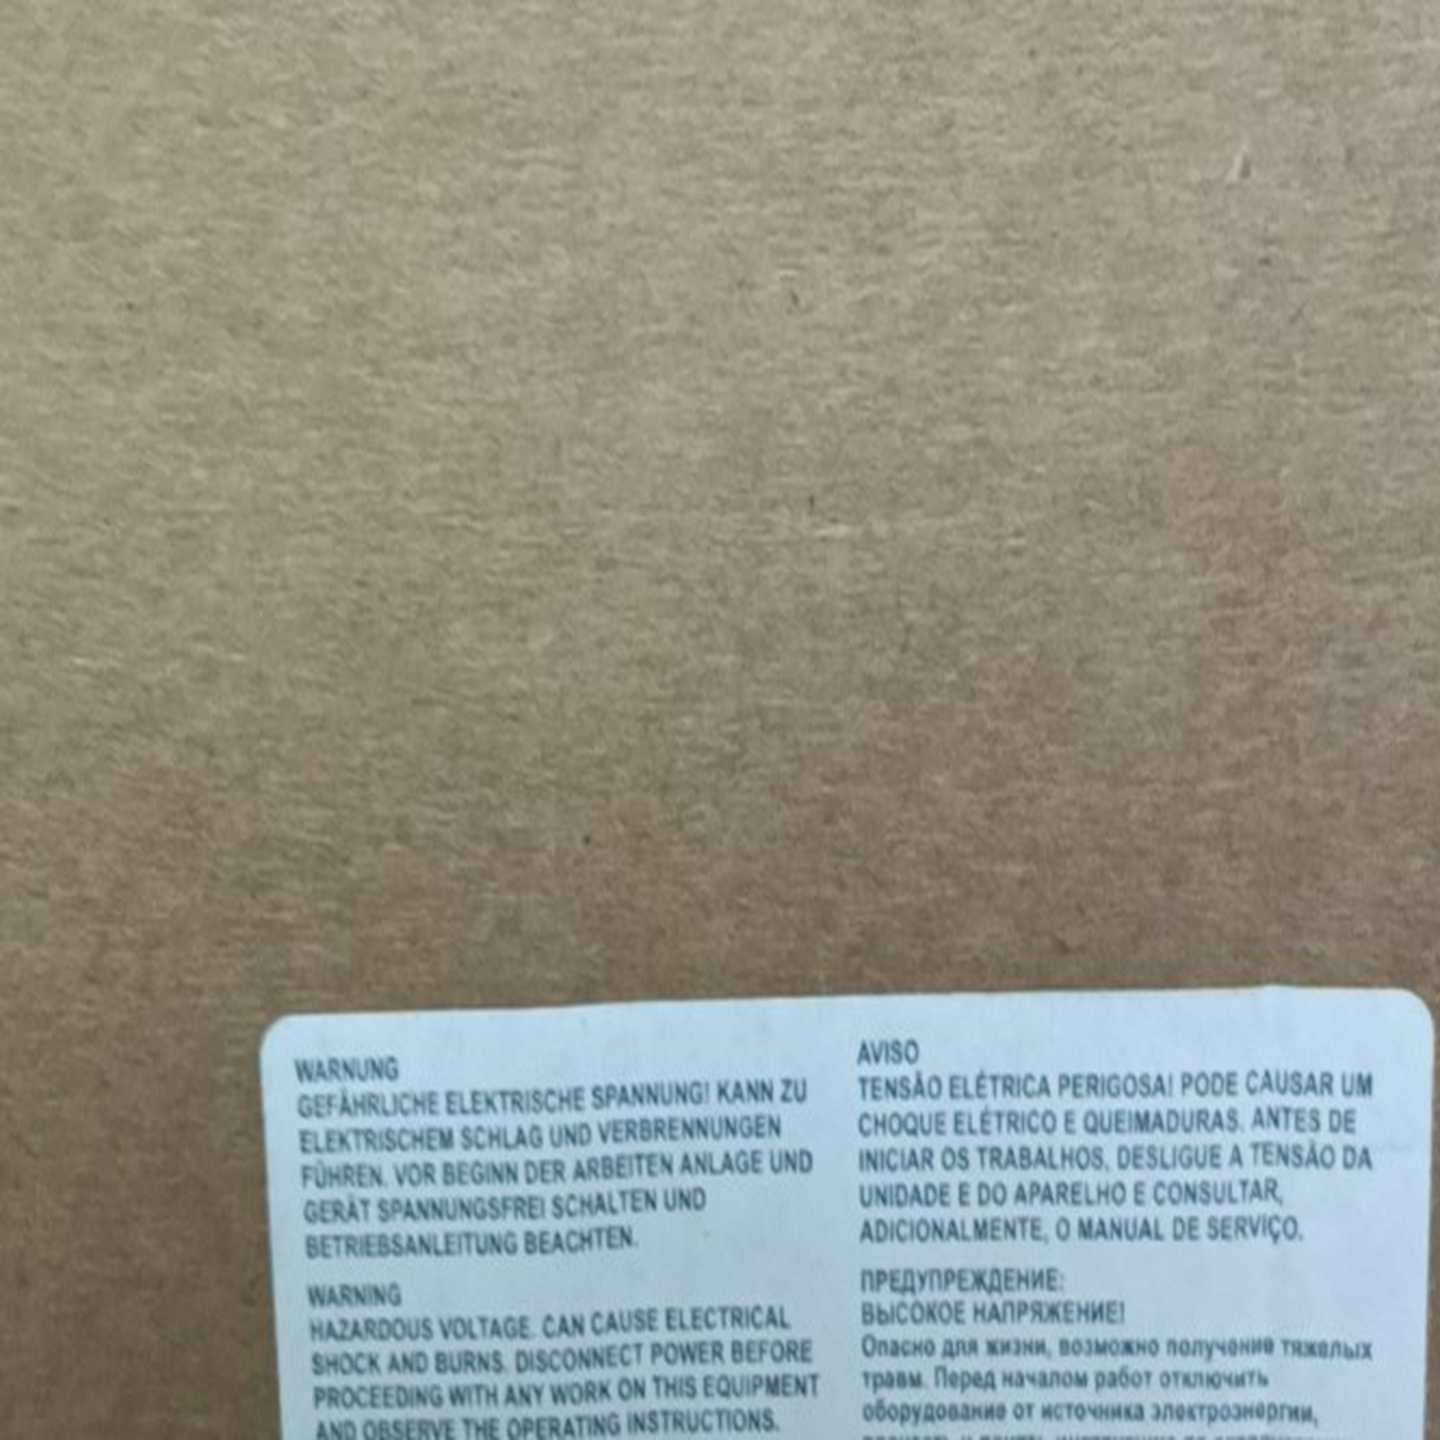 WARNUNG
GEFÄHRLICHE ELEKTRISCHE SPANNUNG! KANN ZU
ELEKTRISCHEM SCHLAG UND VERBRENNUNGEN
FÜHREN. VOR BEGINN DER ARBEITEN ANLAGE UND
GERÄT SPANNUNGSFREI SCHALTEN UND
BETRIEBSANLEITUNG BEACHTEN.
WARNING
HAZARDOUS VOLTAGE. CAN CAUSE ELECTRICAL
SHOCK AND BURNS. DISCONNECT POWER BEFORE
PROCEEDING WITH ANY WORK ON THIS EQUIPMENT
AND OBSERVE THE OPERATING INSTRUCTIONS.
AVISO
TENSÃO ELÉTRICA PERIGOSA! PODE CAUSAR UM
CHOQUE ELÉTRICO E QUEIMADURAS. ANTES DE
INICIAR OS TRABALHOS, DESLIGUE A TENSÃO DA
UNIDADE E DO APARELHO E CONSULTAR,
ADICIONALMENTE, O MANUAL DE SERVIÇO.
ПРЕДУПРЕЖДЕНИЕ:
ВЫСОКОЕ НАПРЯЖЕНИЕ!
Опасно для жизни, возможно получение тяжелых
травм. Перед началом работ отключить
оборудование от источника электроэнергии,